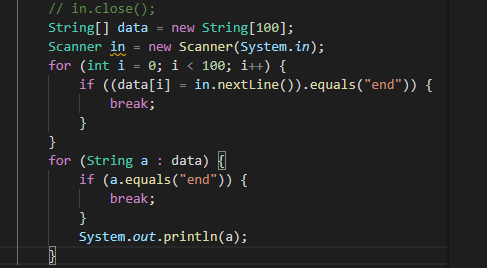 // in.close();
String[] data = new String[100];
Scanner in = new Scanner(System.in);
for (int i = 0; i < 100; i++) {
if ((data[i] = in.nextLine()).equals("end")) {
break;
}
}
for (String a : data) {
if (a.equals("end")) {
break;
}
System.out.println(a);
}